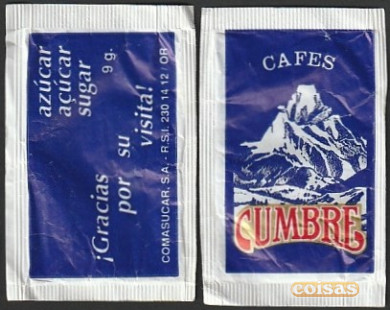 azúcar
açúcar
sugar
9 g.
¡Gracias
por su
visita!
COMASUCAR, S.A. - R.S.I. 230 14 12 / OR
CAFES
CUMBRE
coisas